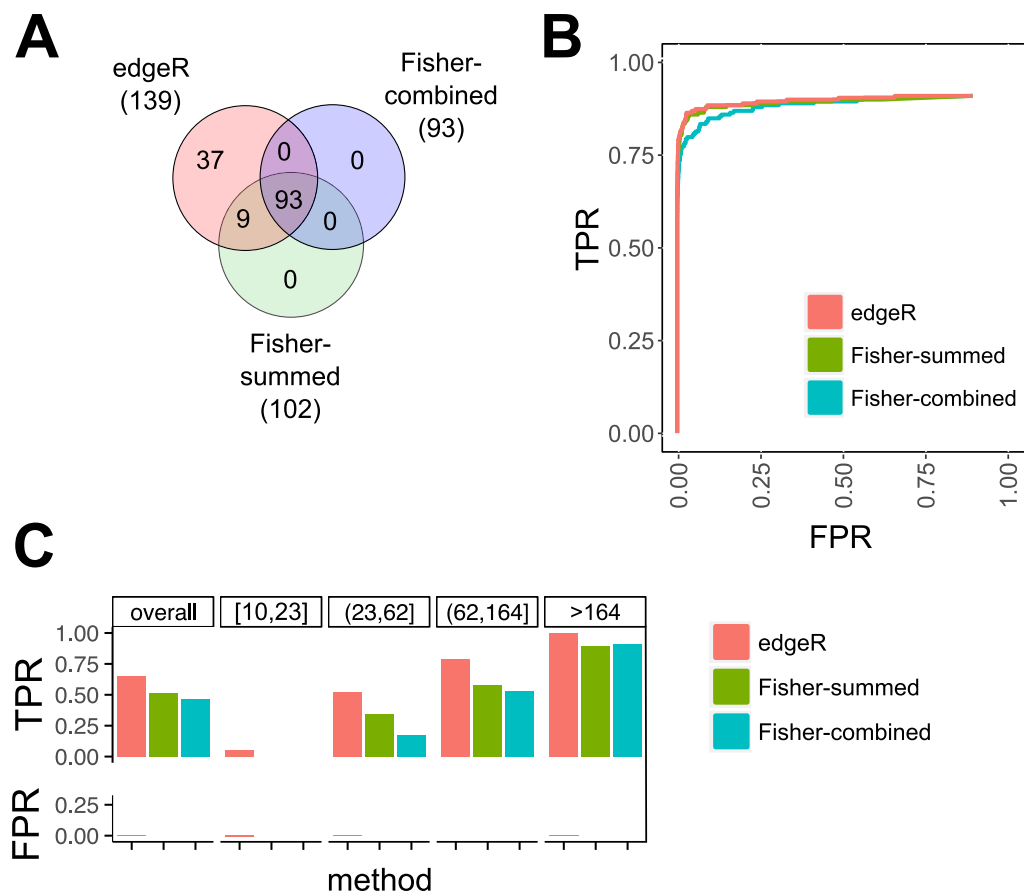 A
edgeR
(139)
Fisher-
combined
(93)
37
0
0
93
9
0
0
Fisher-
summed
(102)
B
1.00
0.75
0.50
0.25
0.00
TPR
edgeR
Fisher-summed
Fisher-combined
0.00
0.25
0.50
0.75
1.00
FPR
C
overall
[10,23]
(23,62]
(62,164]
>164
1.00
0.75
0.50
0.25
0.00
TPR
0.25
0.00
FPR
method
edgeR
Fisher-summed
Fisher-combined